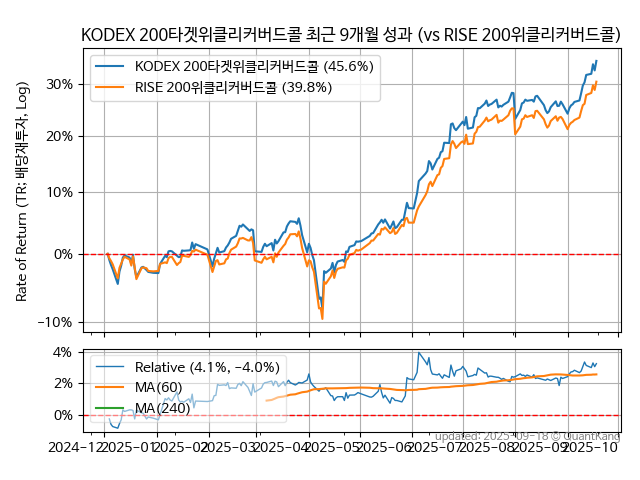 KODEX 200타겟위클리커버드콜 최근 9개월 성과 (vs RISE 200위클리커버드콜)
Rate of Return (TR: 배당재투자, Log)
KODEX 200타겟위클리커버드콜 (45.6%)
RISE 200위클리커버드콜 (39.8%)
30%
20%
10%
0%
−10%
4%
2%
0%
Relative (4.1%, −4.0%)
MA(60)
MA(240)
2024-12 2025-01 2025-02 2025-03 2025-04 2025-05 2025-06 2025-07 2025-08 2025-09 2025-10
updated: 2025-09-18 © QuantKang